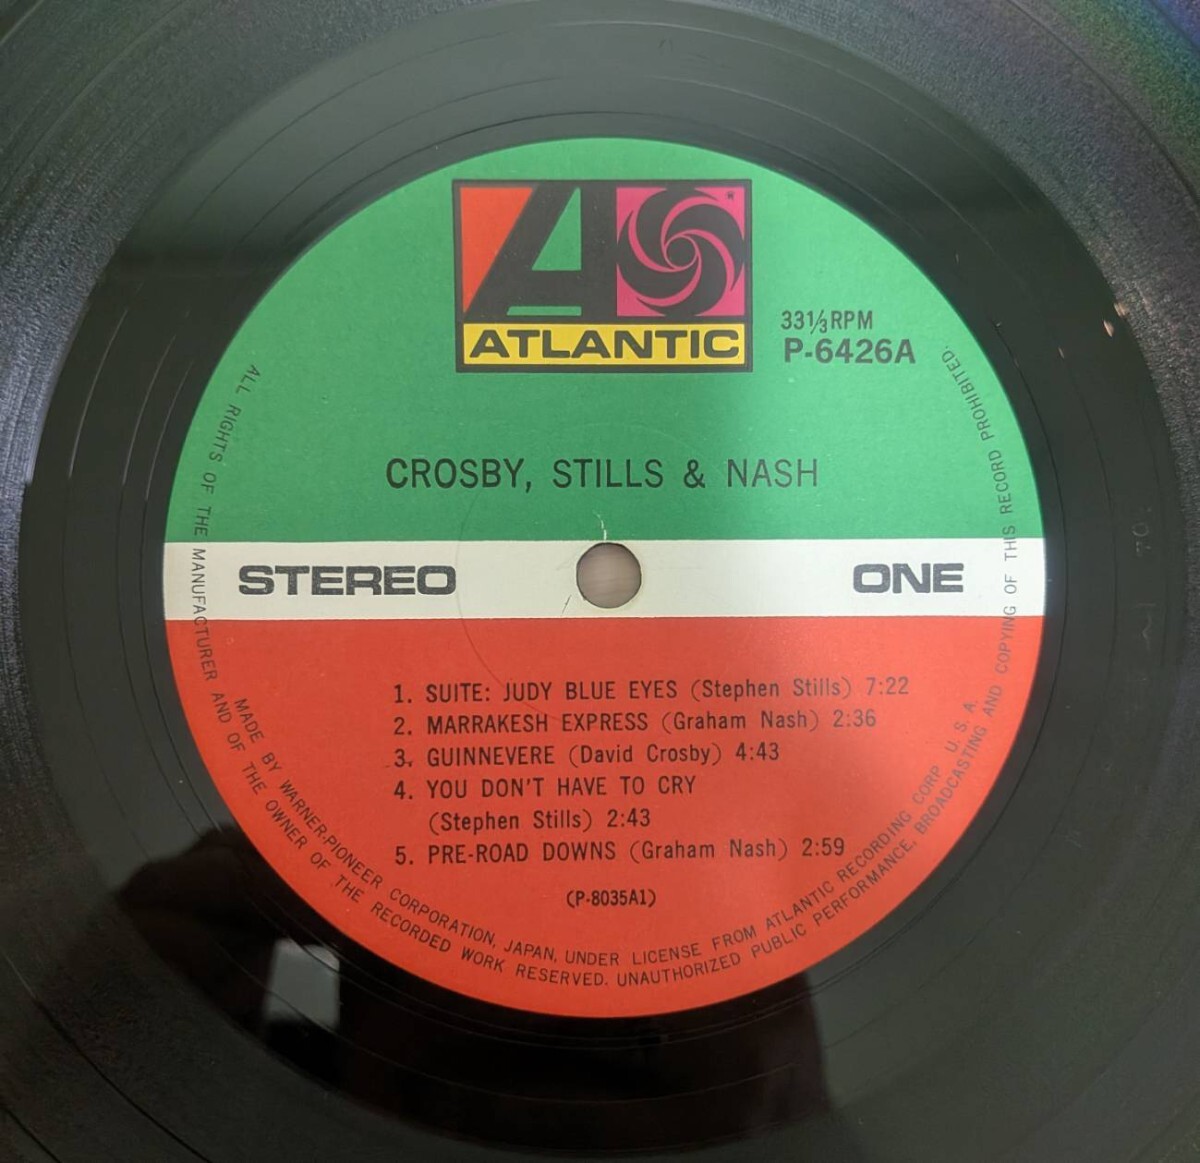 ATLANTIC
33⅓ RPM
P-6426A
CROSBY, STILLS & NASH
STEREO
ONE
1. SUITE: JUDY BLUE EYES (Stephen Stills) 7:22
2. MARRAKESH EXPRESS (Graham Nash) 2:36
3. GUINNEVERE (David Crosby) 4:43
4. YOU DON'T HAVE TO CRY
(Stephen Stills) 2:43
5. PRE-ROAD DOWNS (Graham Nash) 2:59
(P-8035A1)
MADE BY WARNER-PIONEER CORPORATION, JAPAN, UNDER LICENSE FROM ATLANTIC RECORDING CORP. U.S.A.
ALL RIGHTS OF THE MANUFACTURER AND OF THE OWNER OF THE RECORDED WORK RESERVED. UNAUTHORIZED PUBLIC PERFORMANCE, BROADCASTING AND COPYING OF THIS RECORD PROHIBITED.